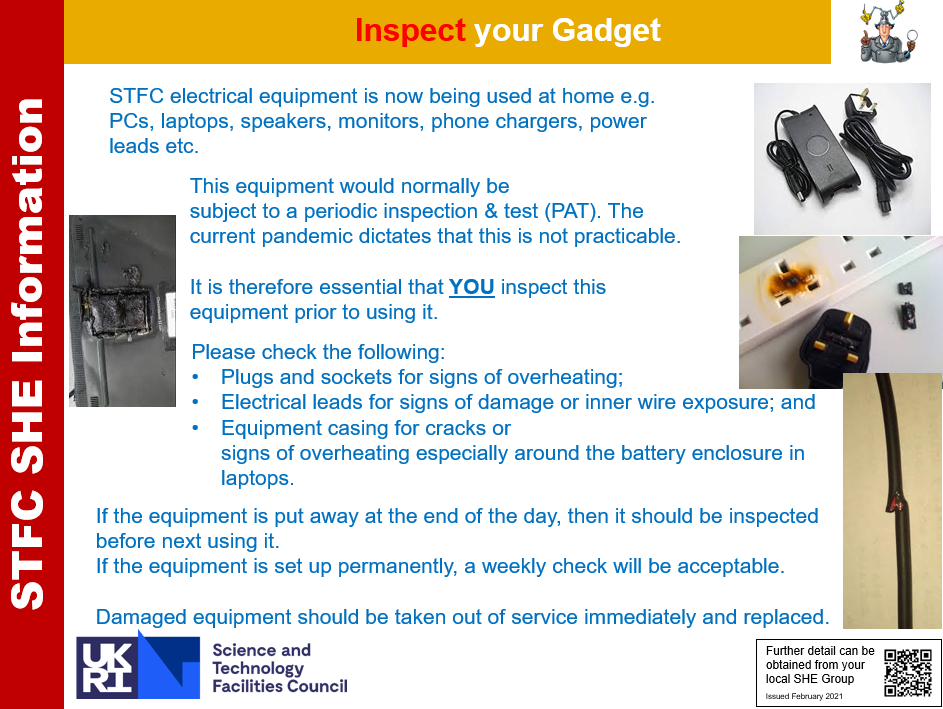 Inspect your Gadget
STFC SHE Information
STFC electrical equipment is now being used at home e.g.
PCs, laptops, speakers, monitors, phone chargers, power
leads etc.
This equipment would normally be
subject to a periodic inspection & test (PAT). The
current pandemic dictates that this is not practicable.
It is therefore essential that YOU inspect this
equipment prior to using it.
Please check the following:
• Plugs and sockets for signs of overheating;
• Electrical leads for signs of damage or inner wire exposure; and
• Equipment casing for cracks or
signs of overheating especially around the battery enclosure in
laptops.
If the equipment is put away at the end of the day, then it should be inspected
before next using it.
If the equipment is set up permanently, a weekly check will be acceptable.
Damaged equipment should be taken out of service immediately and replaced.
UK
RI
Science and
Technology
Facilities Council
Further detail can be
obtained from your
local SHE Group
Issued February 2021